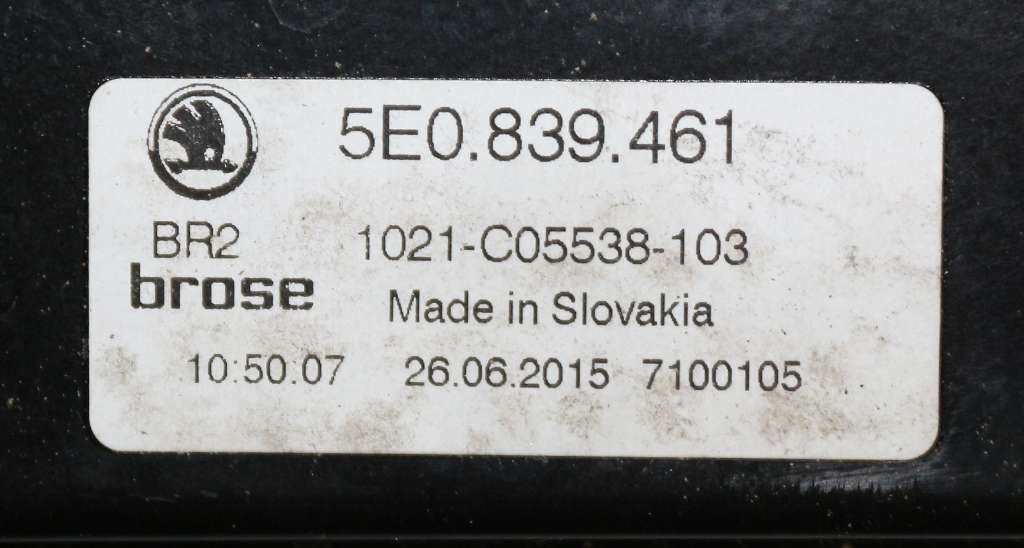 5E0.839.461
BR2 1021-C05538-103
brose Made in Slovakia
10:50:07 26.06.2015 7100105